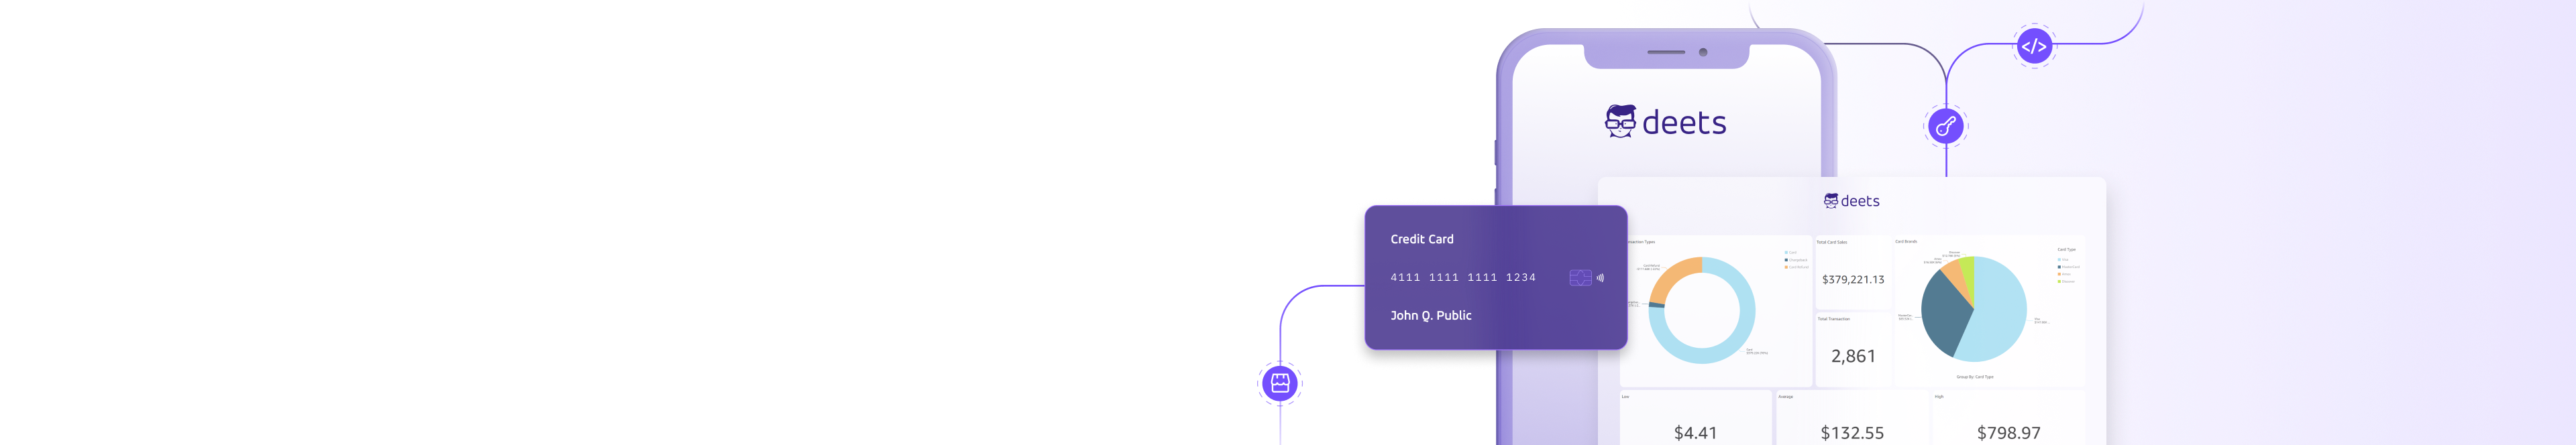 </>
deets
deets
Credit Card
4111 1111 1111 1234
John Q. Public
Transaction Types
Total Card Sales
$379,221.13
Total Transaction
2,861
Card Brands
Card Type
Group By: Card Type
Low
$4.41
Average
$132.55
High
$798.97